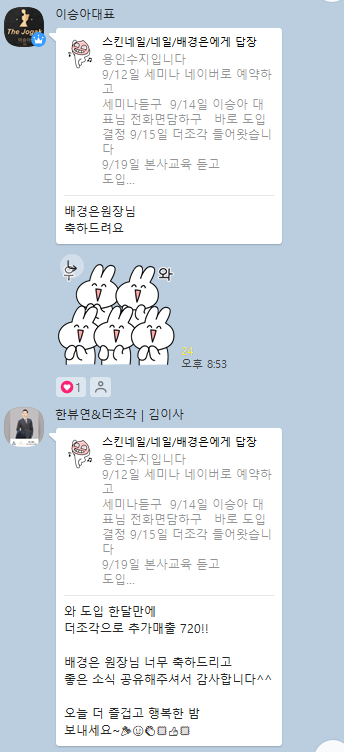 이승아대표
The Jogak
스킨네일/네일/배경은에게 답장
용인수지입니다
9/12일 세미나 네이버로 예약하
고
세미나듣구 9/14일 이승아 대
표님 전화면담하구 바로 도입
결정 9/15일 더조각 들어왓습니
다
9/19일 본사교육 듣고
도입...
배경은원장님
축하드려요
와
24
오후 8:53
1
한뷰연&더조각 | 김이사
스킨네일/네일/배경은에게 답장
용인수지입니다
9/12일 세미나 네이버로 예약하
고
세미나듣구 9/14일 이승아 대
표님 전화면담하구 바로 도입
결정 9/15일 더조각 들어왓습니
다
9/19일 본사교육 듣고
도입...
와 도입 한달만에
더조각으로 추가매출 720!!
배경은 원장님 너무 축하드리고
좋은 소식 공유해주셔서 감사합니다^^
오늘 더 즐겁고 행복한 밤
보내세요~